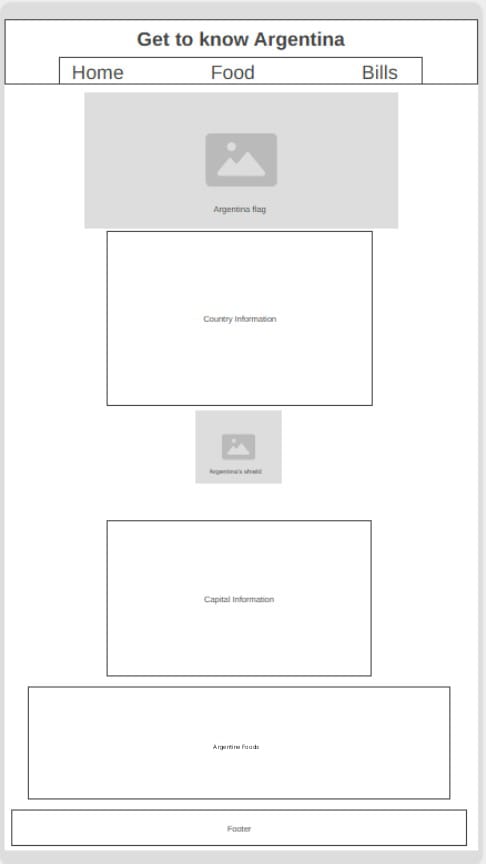 Get to know Argentina
Home Food Bills
Argentina flag
Country Information
Argentina's shield
Capital Information
Argentine Foods
Footer